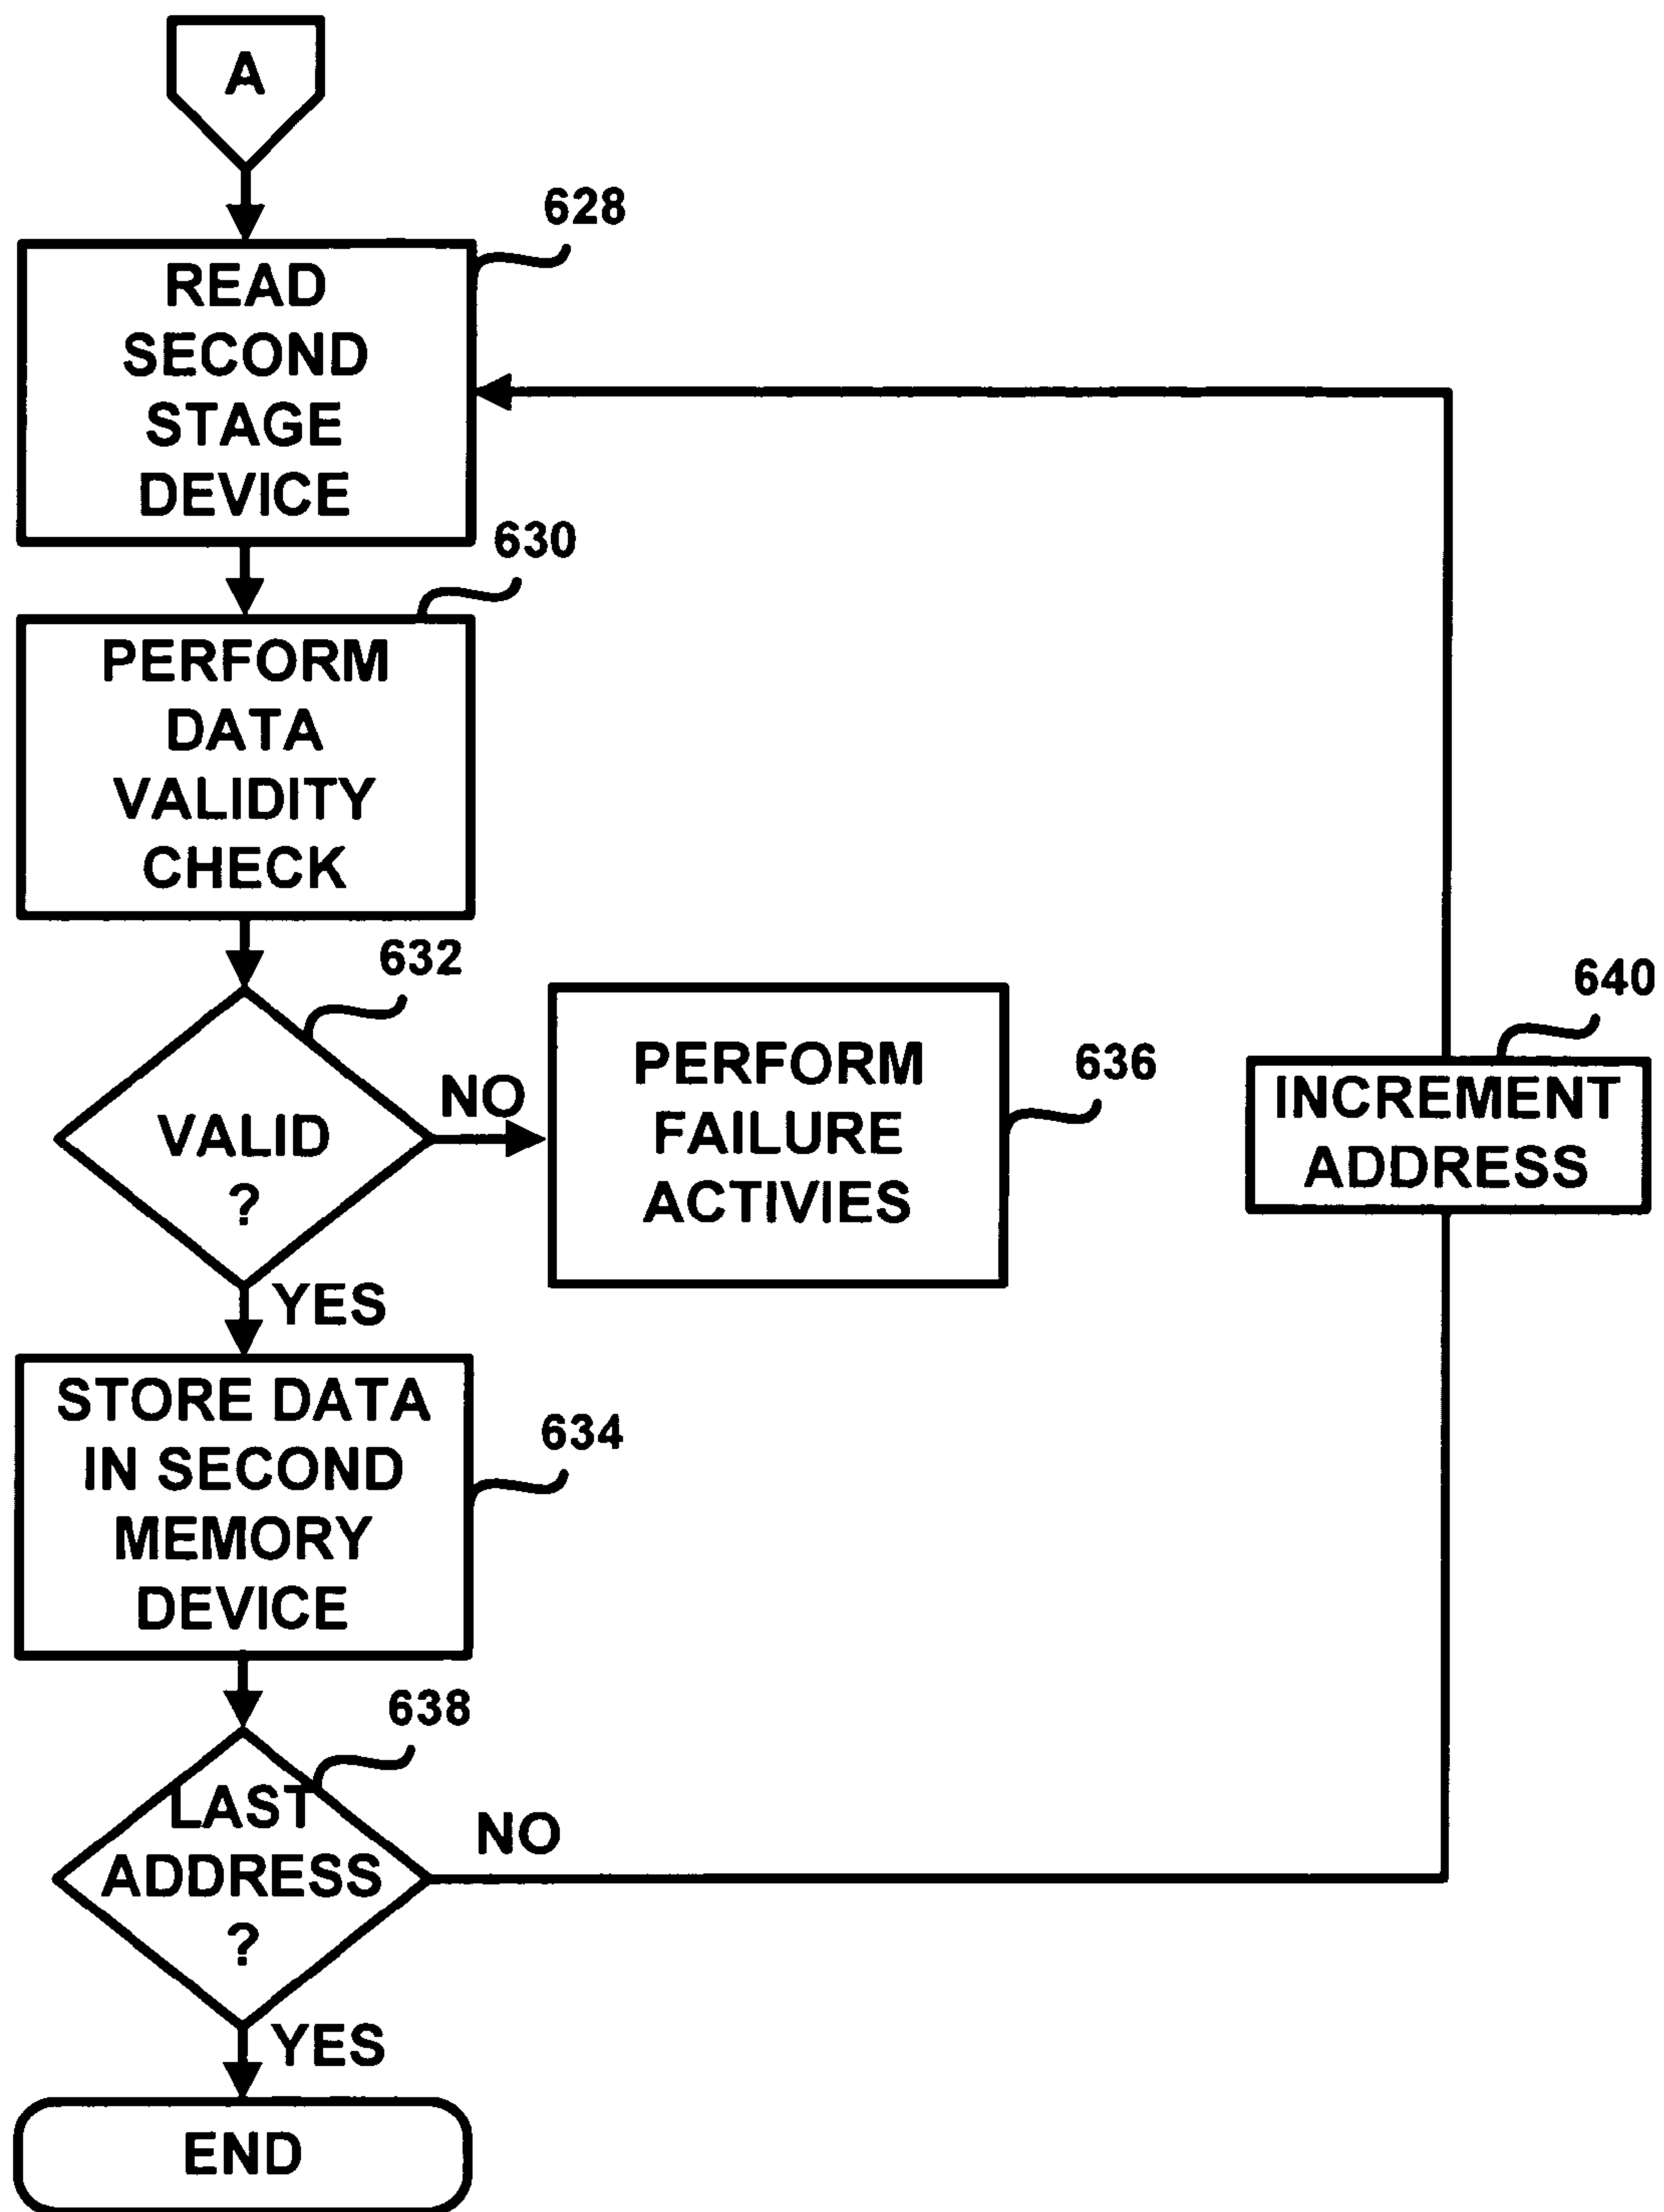 A
628
READ
SECOND
STAGE
DEVICE
630
PERFORM
DATA
VALIDITY
CHECK
632
VALID
?
NO
PERFORM
FAILURE
ACTIVIES
636
640
INCREMENT
ADDRESS
YES
STORE DATA
IN SECOND
MEMORY
DEVICE
634
638
LAST
ADDRESS
?
NO
YES
END